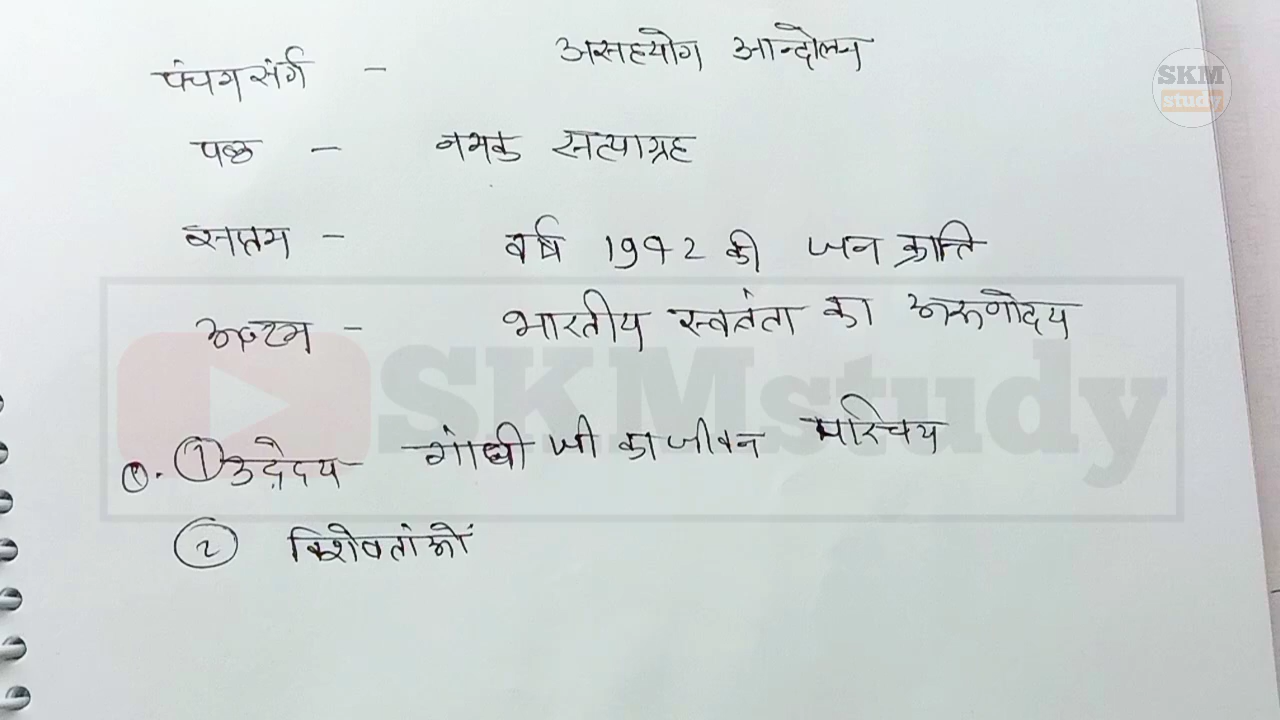 पंचम सर्ग - असहयोग आन्दोलन
षष्ठ - नमक सत्याग्रह
सप्तम - वर्ष 1942 की जन क्रान्ति
अष्टम - भारतीय स्वतंता का अरुणोदय
① उद्देश्य गांधी जी का जीवन परिचय
② विशेषतांओं
SKM
study
SKMstudy